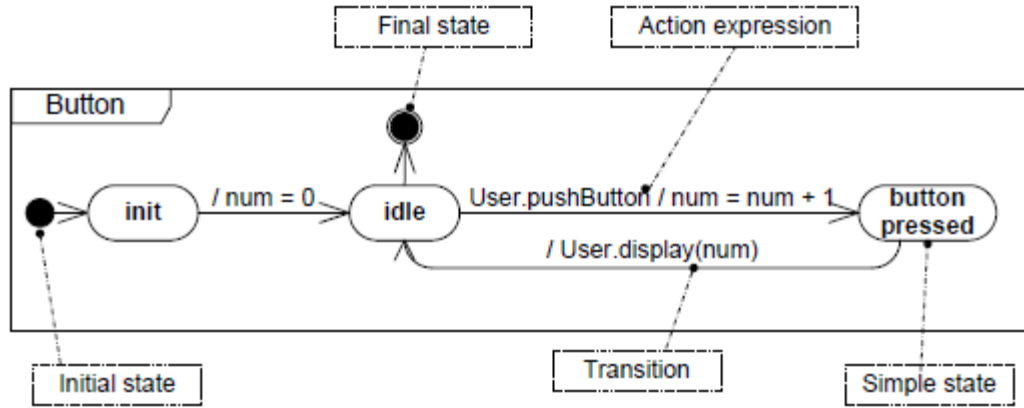 Final state
Action expression
Button
init
/ num = 0
idle
User.pushButton / num = num + 1
button
pressed
/ User.display(num)
Initial state
Transition
Simple state